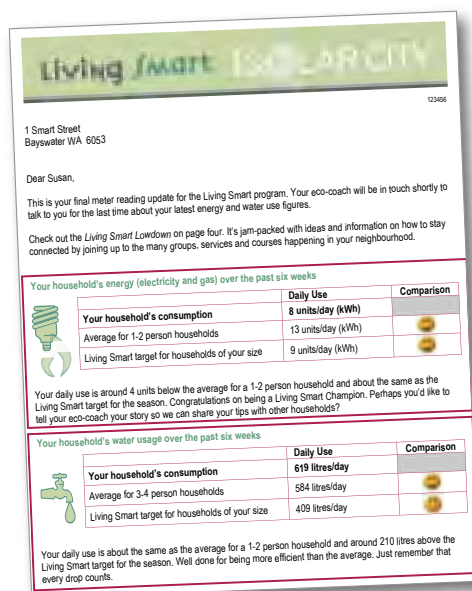 Living Smart SOLAR CITY
123456
1 Smart Street
Bayswater WA 6053
Dear Susan,
This is your final meter reading update for the Living Smart program. Your eco-coach will be in touch shortly to
talk to you for the last time about your latest energy and water use figures.
Check out the Living Smart Lowdown on page four. It's jam-packed with ideas and information on how to stay
connected by joining up to the many groups, services and courses happening in your neighbourhood.
Your household's energy (electricity and gas) over the past six weeks
Daily Use Comparison
Your household's consumption 8 units/day (kWh)
Average for 1-2 person households 13 units/day (kWh)
Living Smart target for households of your size 9 units/day (kWh)
Your daily use is around 4 units below the average for a 1-2 person household and about the same as the
Living Smart target for the season. Congratulations on being a Living Smart Champion. Perhaps you'd like to
tell your eco-coach your story so we can share your tips with other households?
Your household's water usage over the past six weeks
Daily Use Comparison
Your household's consumption 619 litres/day
Average for 3-4 person households 584 litres/day
Living Smart target for households of your size 409 litres/day
Your daily use is about the same as the average for a 1-2 person household and around 210 litres above the
Living Smart target for the season. Well done for being more efficient than the average. Just remember that
every drop counts.